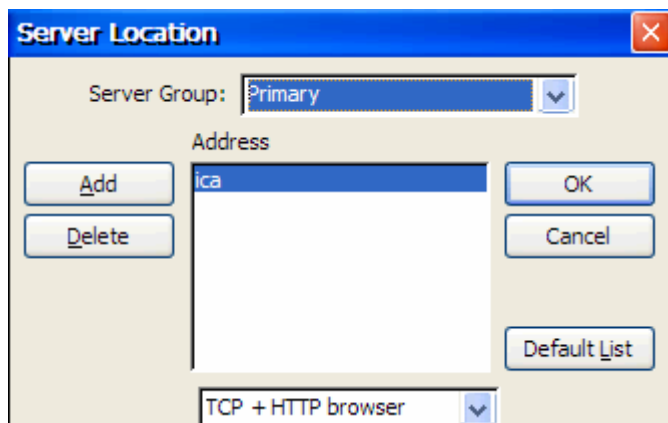 Server Location
Server Group: Primary
Address
Add
ica
OK
Delete
Cancel
Default List
TCP + HTTP browser